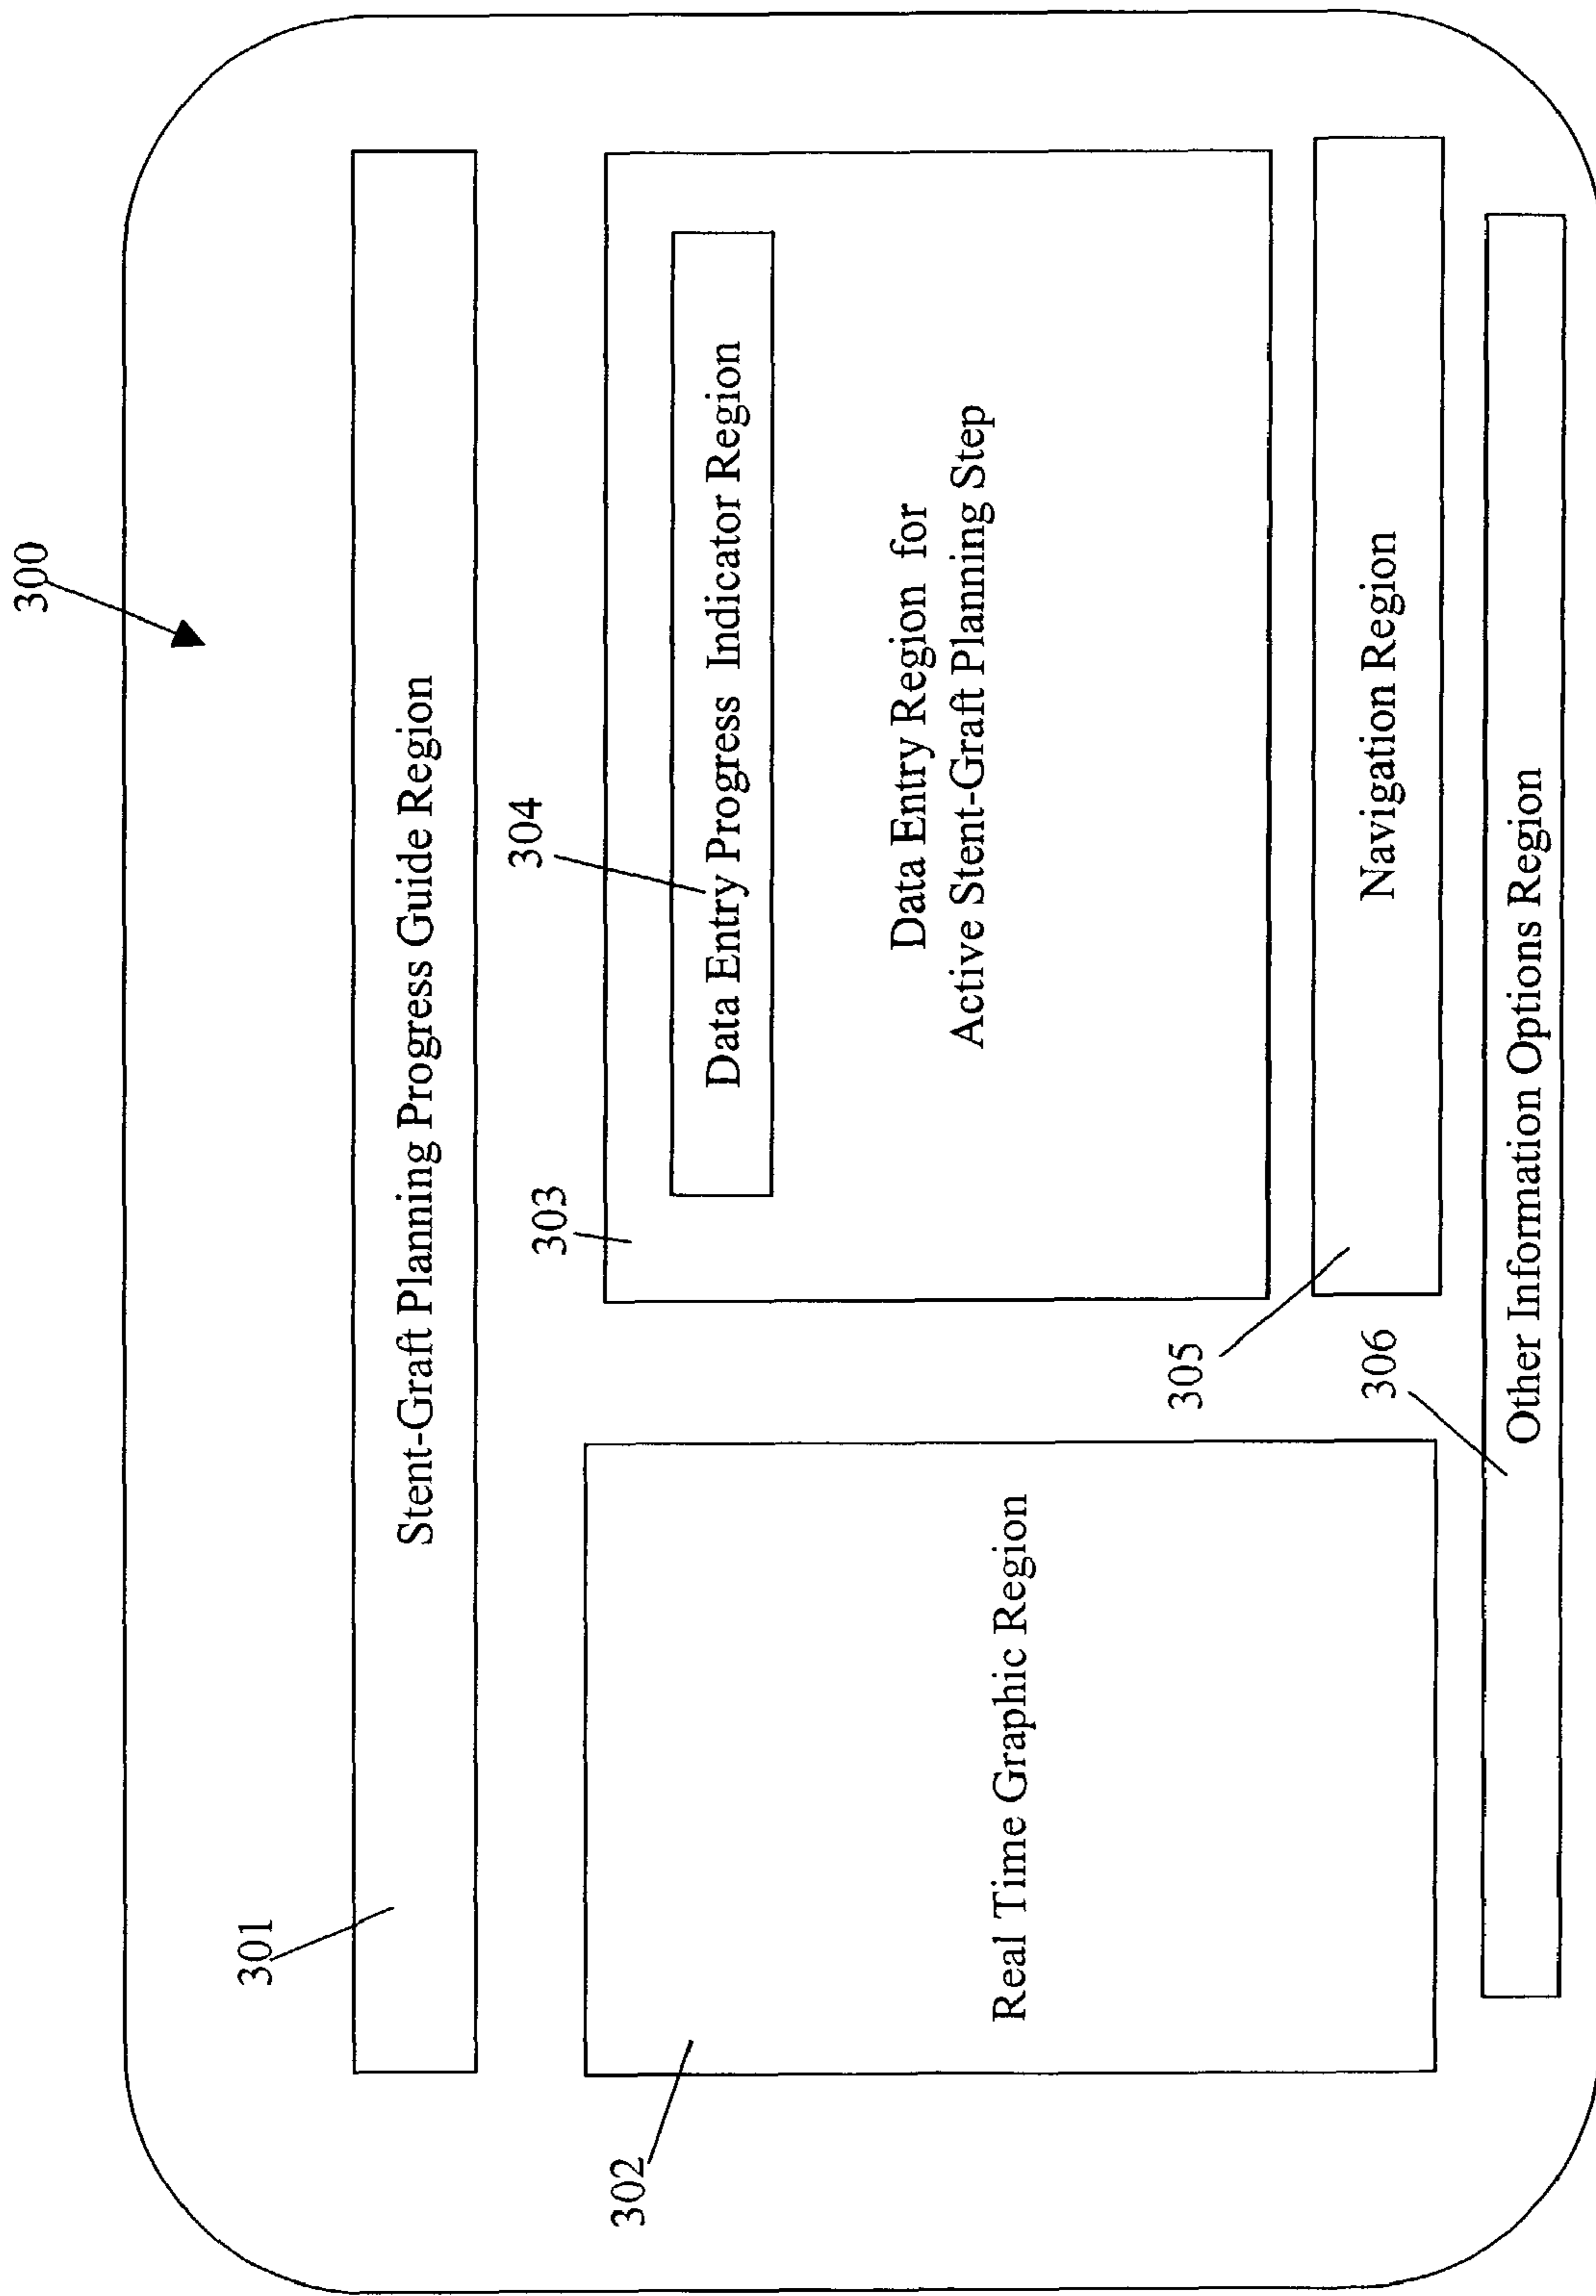 300
301
Stent-Graft Planning Progress Guide Region
302
Real Time Graphic Region
303
304
Data Entry Progress Indicator Region
Data Entry Region for
Active Stent-Graft Planning Step
305
Navigation Region
306
Other Information Options Region